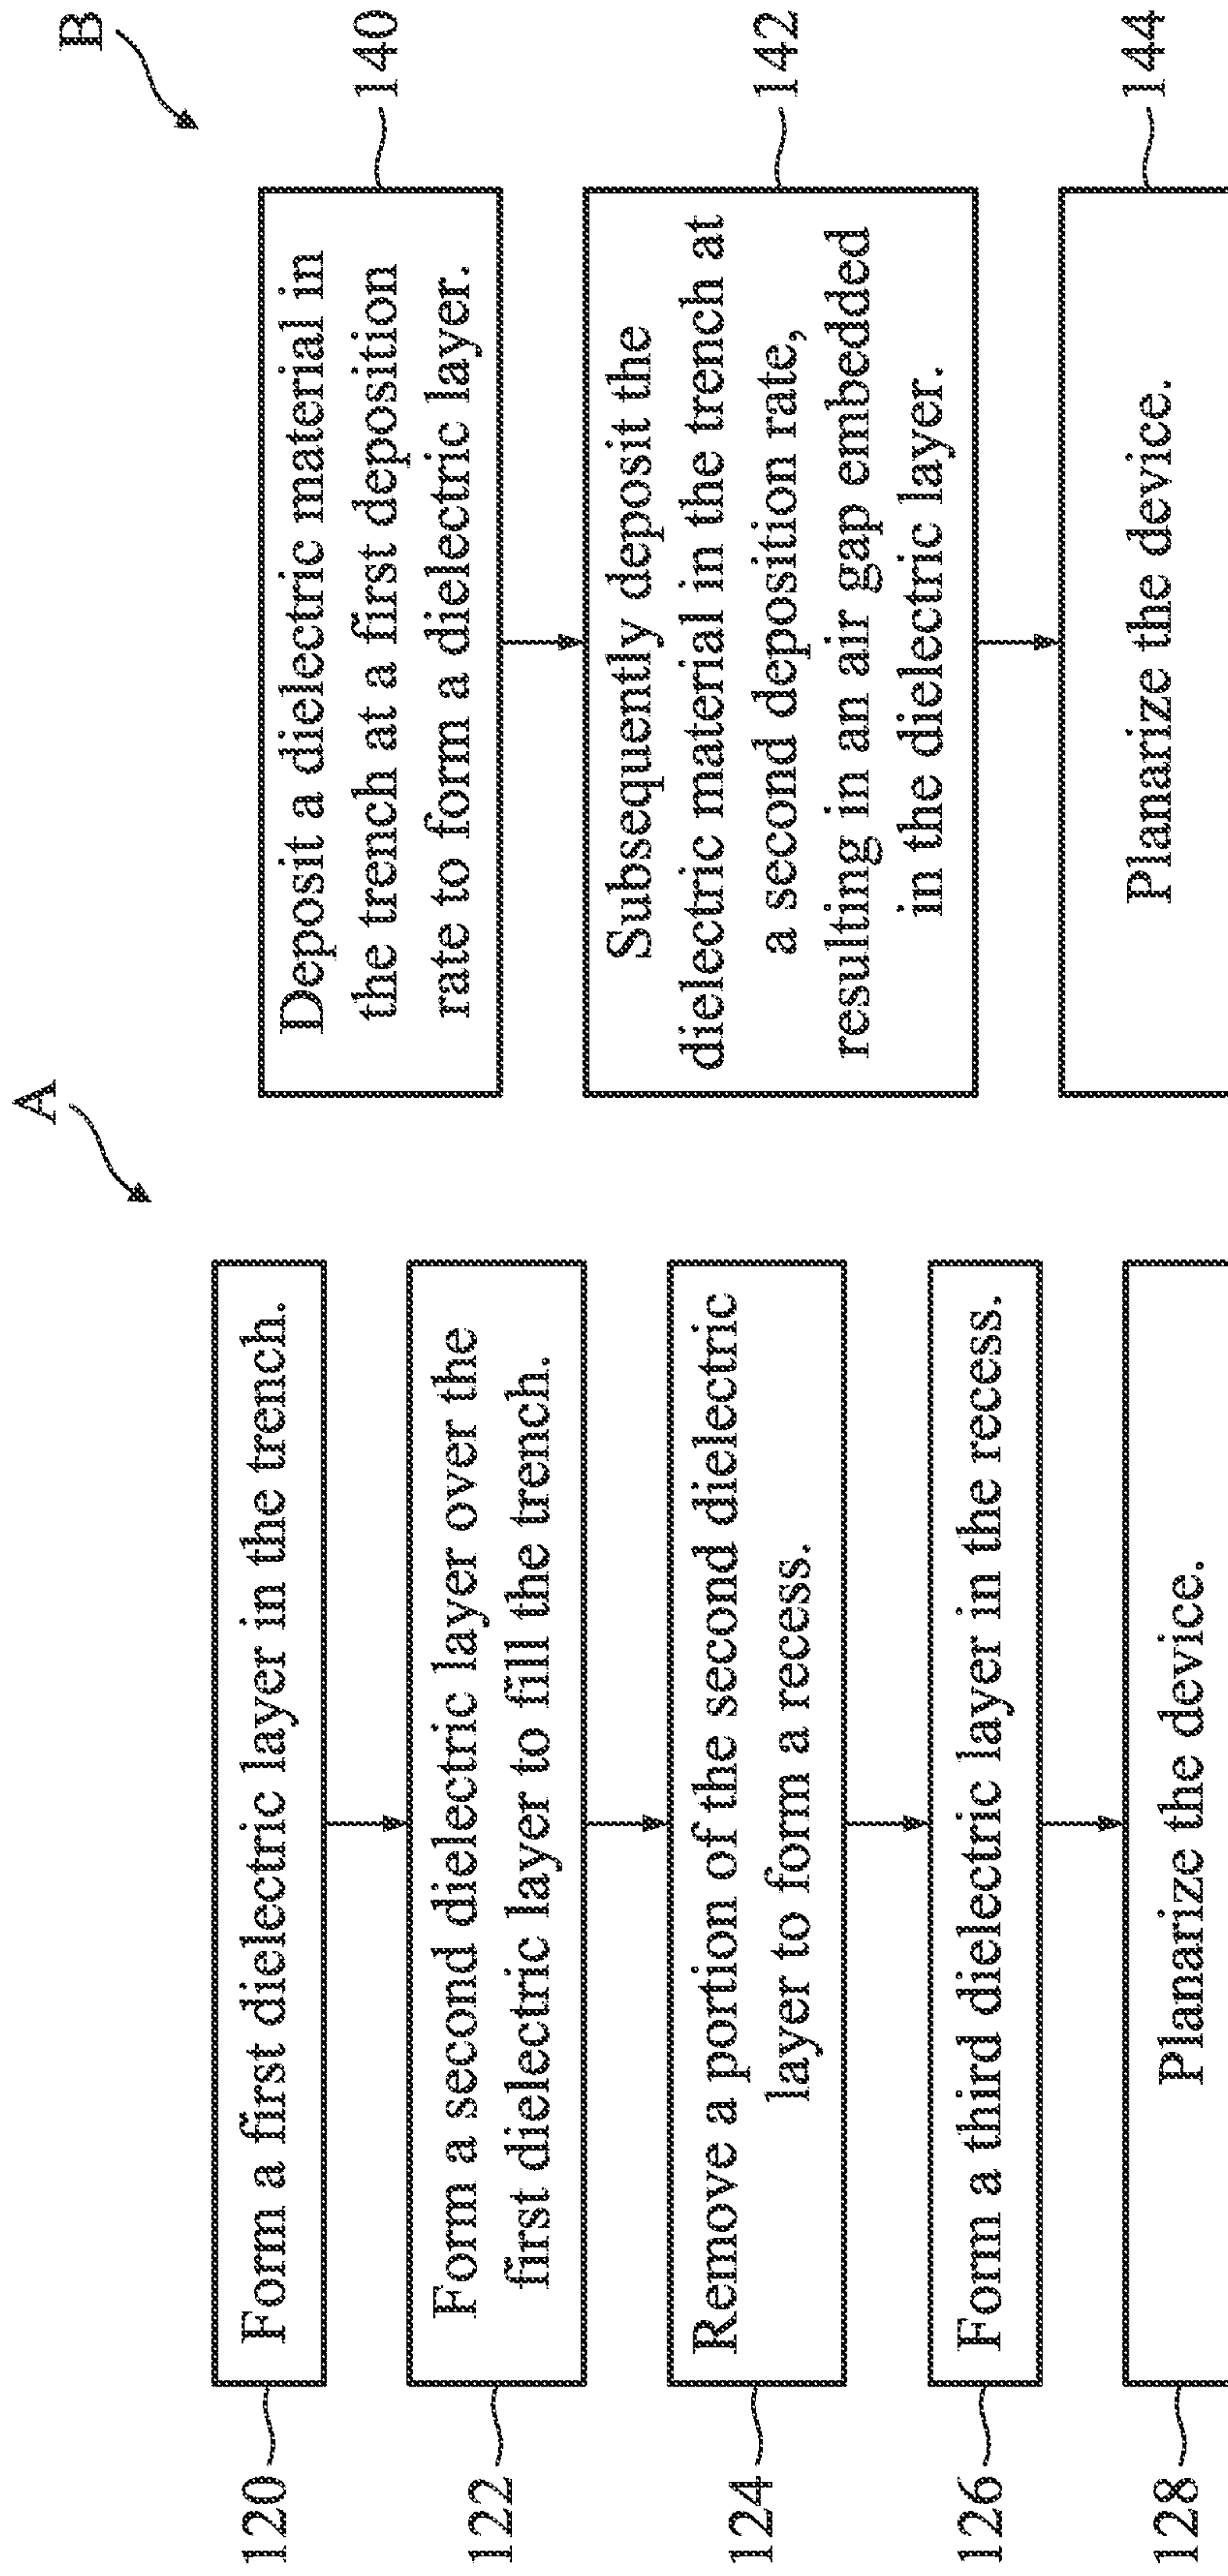 A
120
Form a first dielectric layer in the trench.
122
Form a second dielectric layer over the
first dielectric layer to fill the trench.
124
Remove a portion of the second dielectric
layer to form a recess.
126
Form a third dielectric layer in the recess.
128
Planarize the device.
B
Deposit a dielectric material in
the trench at a first deposition
rate to form a dielectric layer.
140
Subsequently deposit the
dielectric material in the trench at
a second deposition rate,
resulting in an air gap embedded
in the dielectric layer.
142
Planarize the device.
144